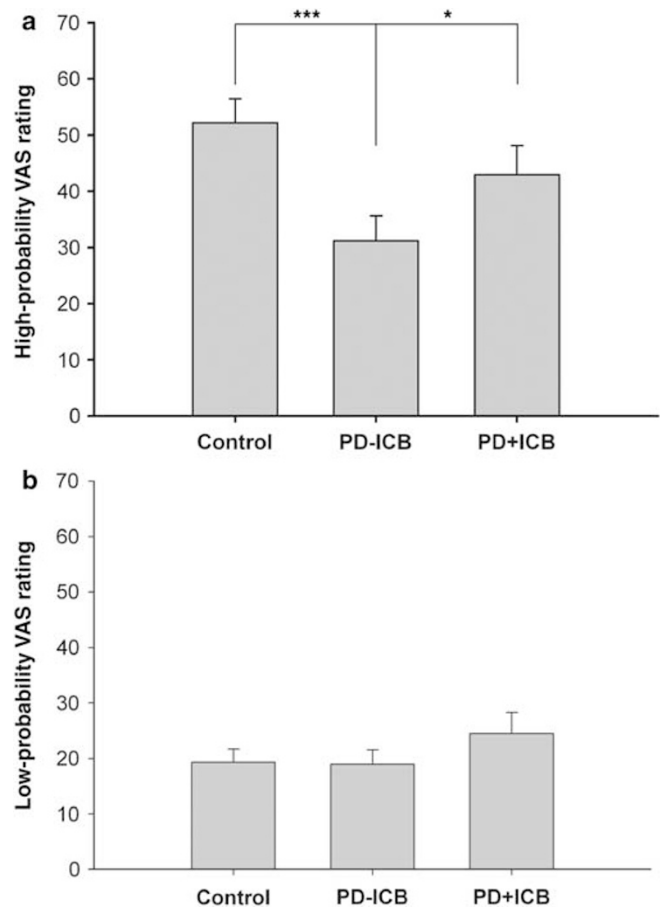 a
*** *
High-probability VAS rating
70
60
50
40
30
20
10
0
Control PD-ICB PD+ICB
b
Low-probability VAS rating
70
60
50
40
30
20
10
0
Control PD-ICB PD+ICB